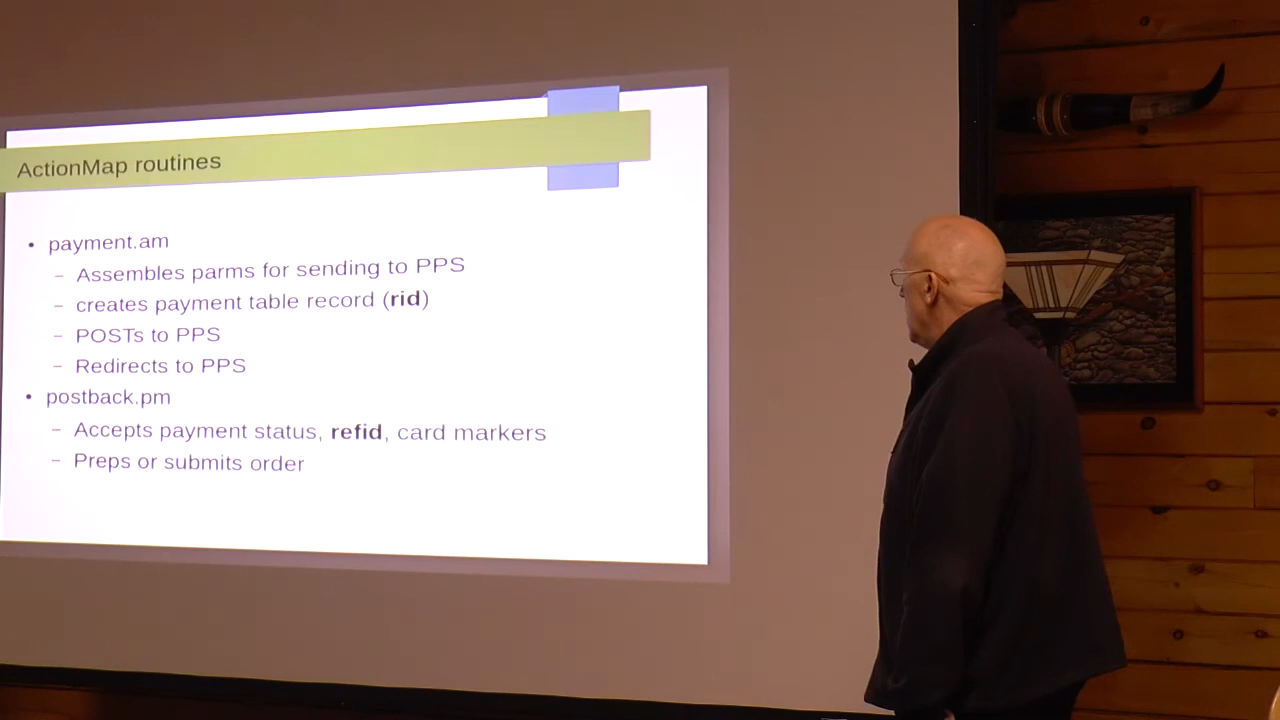 ActionMap routines
• payment.am
– Assembles parms for sending to PPS
– creates payment table record (rid)
– POSTs to PPS
– Redirects to PPS
• postback.pm
– Accepts payment status, refid, card markers
– Preps or submits order